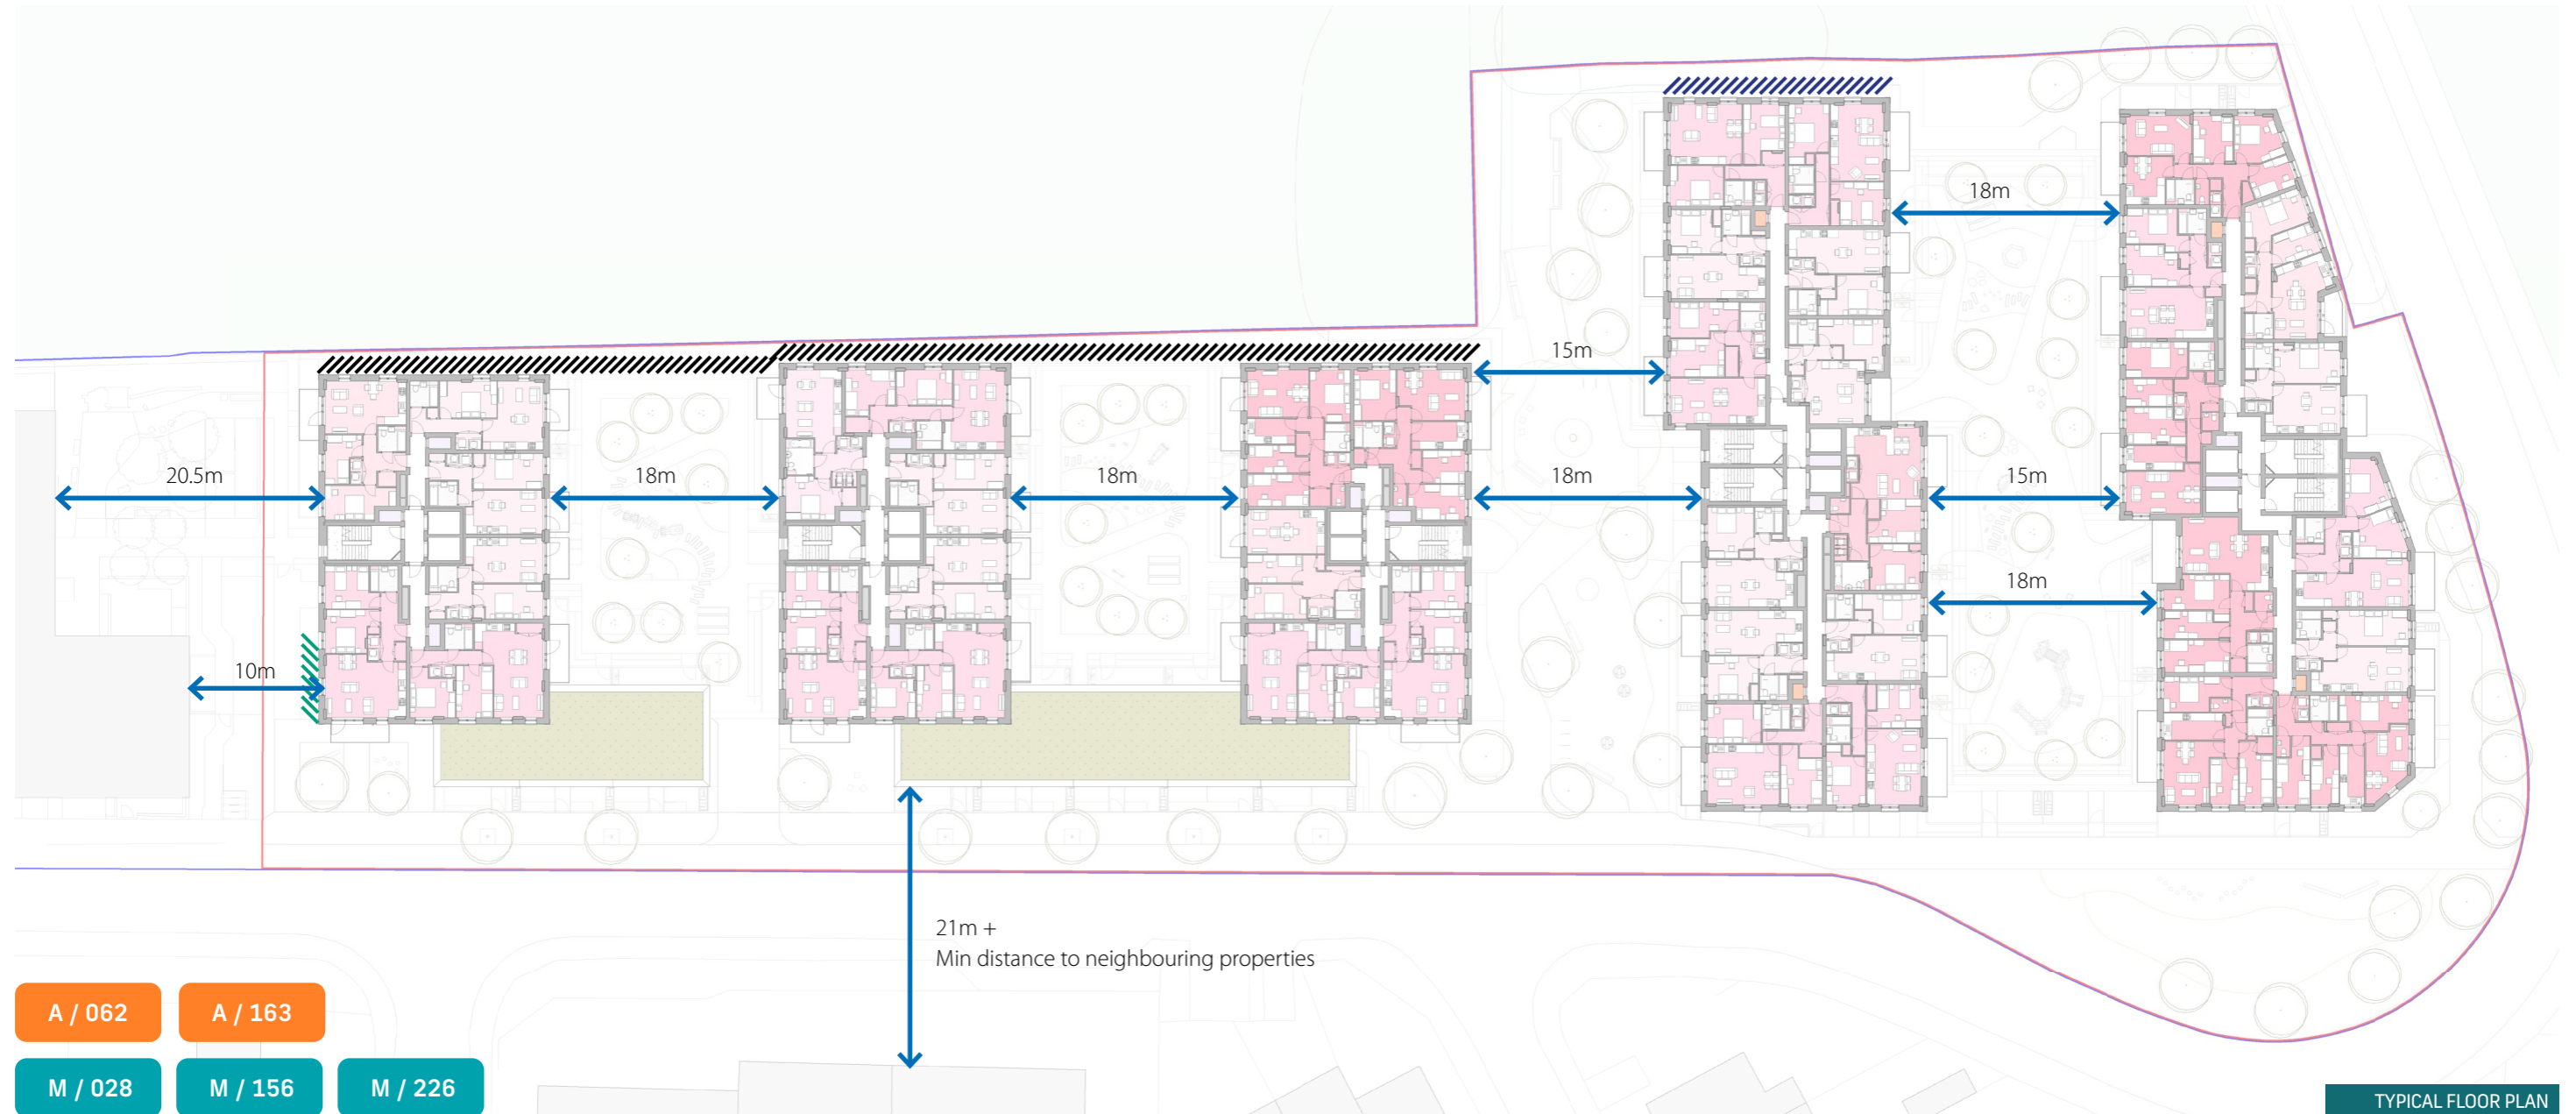 18m
15m
20.5m
18m
18m
18m
15m
18m
10m
21m +
Min distance to neighbouring properties
A / 062
A / 163
M / 028
M / 156
M / 226
TYPICAL FLOOR PLAN